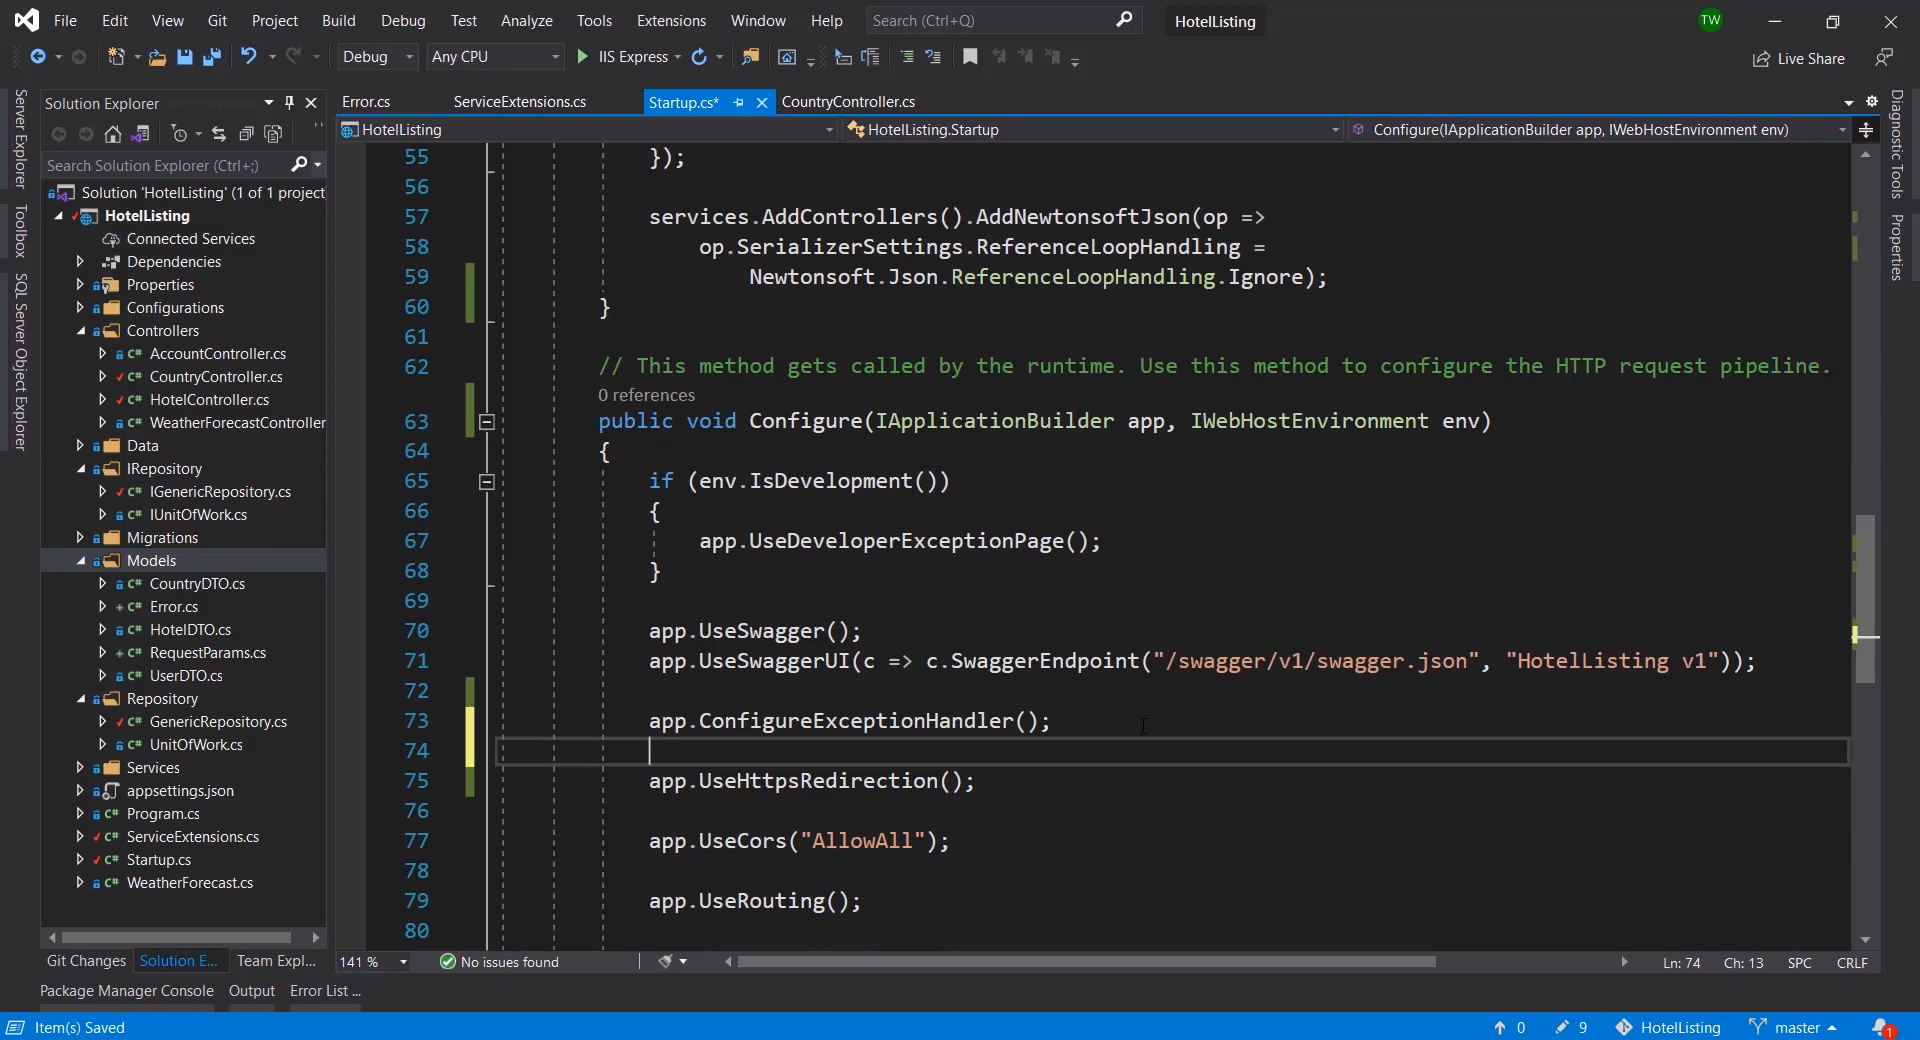 File Edit View Git Project Build Debug Test Analyze Tools Extensions Window Help Search (Ctrl+Q) HotelListing TW
Debug Any CPU IIS Express Live Share
Server Explorer
Toolbox
SQL Server Object Explorer
Solution Explorer
Search Solution Explorer (Ctrl+;)
Solution 'HotelListing' (1 of 1 project
HotelListing
Connected Services
Dependencies
Properties
Configurations
Controllers
AccountController.cs
CountryController.cs
HotelController.cs
WeatherForecastController
Data
IRepository
IGenericRepository.cs
IUnitOfWork.cs
Migrations
Models
CountryDTO.cs
Error.cs
HotelDTO.cs
RequestParams.cs
UserDTO.cs
Repository
GenericRepository.cs
UnitOfWork.cs
Services
appsettings.json
Program.cs
ServiceExtensions.cs
Startup.cs
WeatherForecast.cs
Git Changes Solution E... Team Expl...
Error.cs ServiceExtensions.cs Startup.cs* CountryController.cs
HotelListing HotelListing.Startup Configure(IApplicationBuilder app, IWebHostEnvironment env)
55 });
56
57 services.AddControllers().AddNewtonsoftJson(op =>
58 op.SerializerSettings.ReferenceLoopHandling =
59 Newtonsoft.Json.ReferenceLoopHandling.Ignore);
60 }
61
62 // This method gets called by the runtime. Use this method to configure the HTTP request pipeline.
0 references
63 public void Configure(IApplicationBuilder app, IWebHostEnvironment env)
64 {
65 if (env.IsDevelopment())
66 {
67 app.UseDeveloperExceptionPage();
68 }
69
70 app.UseSwagger();
71 app.UseSwaggerUI(c => c.SwaggerEndpoint("/swagger/v1/swagger.json", "HotelListing v1"));
72
73 app.ConfigureExceptionHandler();
74
75 app.UseHttpsRedirection();
76
77 app.UseCors("AllowAll");
78
79 app.UseRouting();
80
141 % No issues found Ln: 74 Ch: 13 SPC CRLF
Diagnostic Tools
Properties
Package Manager Console Output Error List ...
Item(s) Saved 0 9 HotelListing master 1